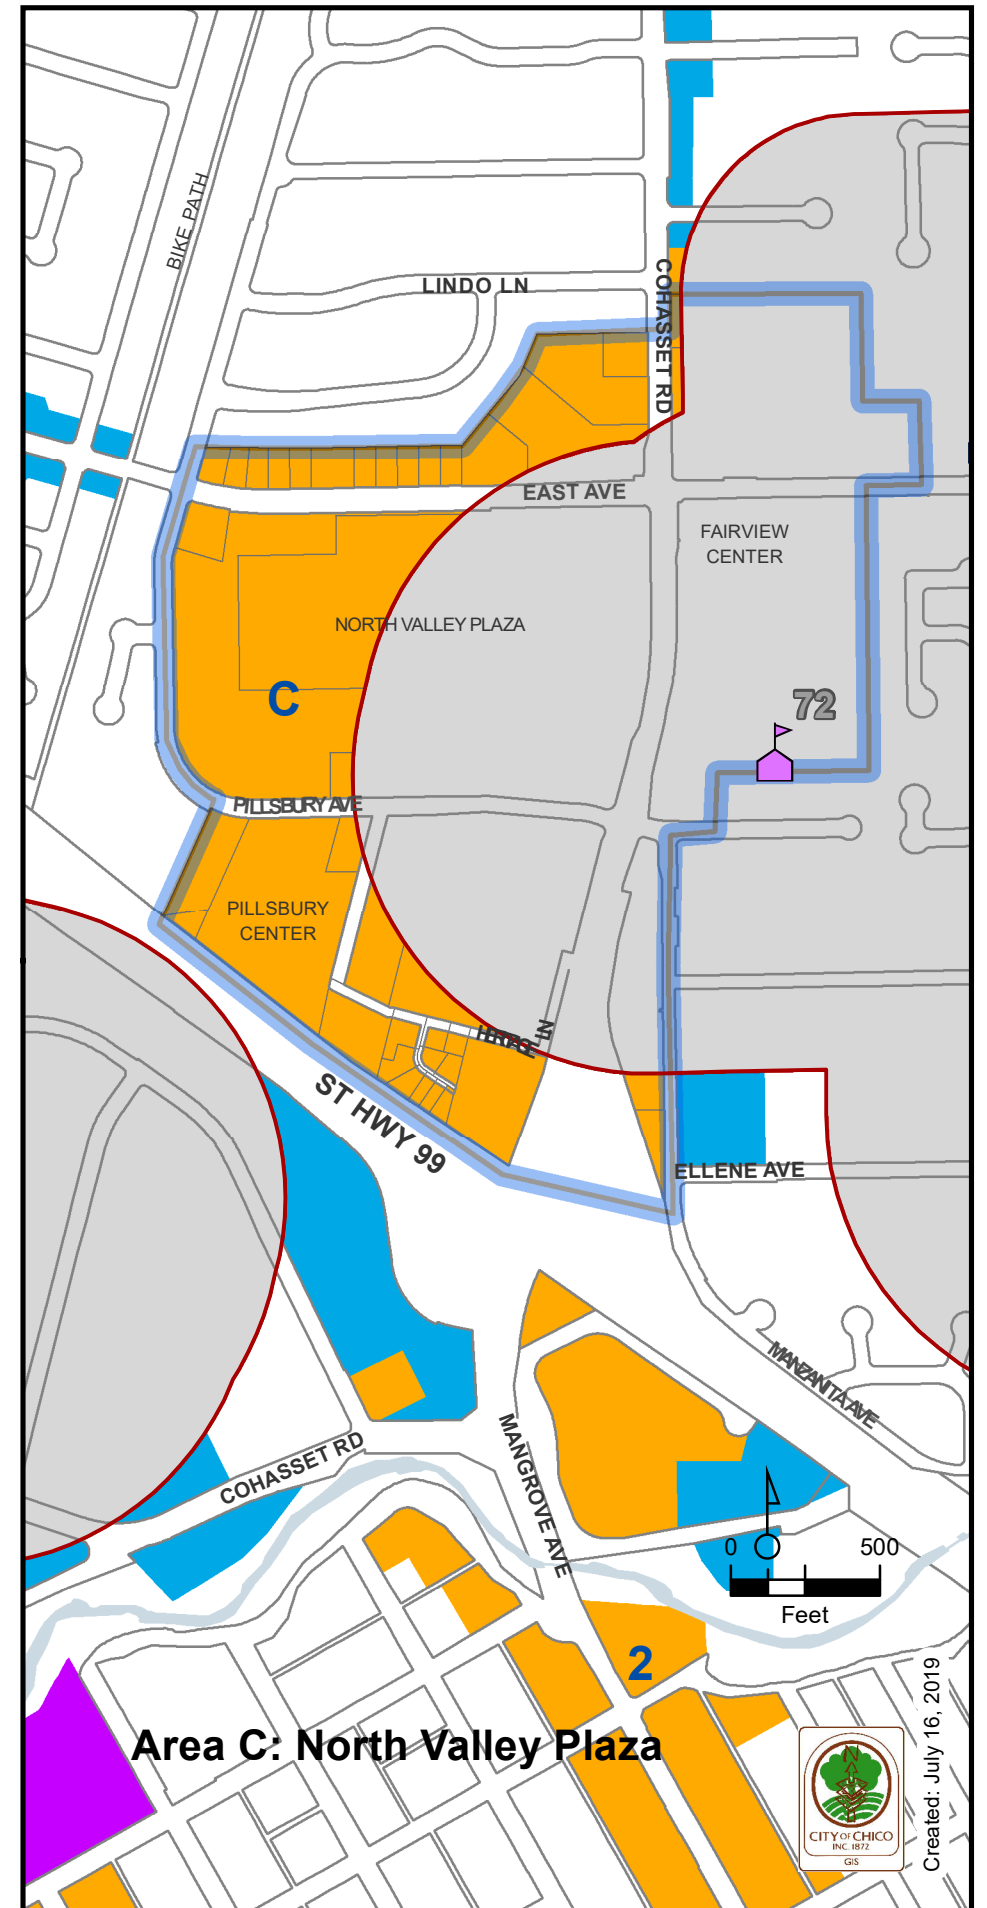 BIKE PATH
LINDO LN
COHASSET RD
EAST AVE
FAIRVIEW
CENTER
NORTH VALLEY PLAZA
C
72
PILLSBURY AVE
PILLSBURY
CENTER
LN
ST HWY 99
ELLENE AVE
MANZANITA AVE
MANGROVE AVE
COHASSET RD
0 500
Feet
2
Area C: North Valley Plaza
N
CITY OF CHICO
INC. 1872
GIS
Created: July 16, 2019